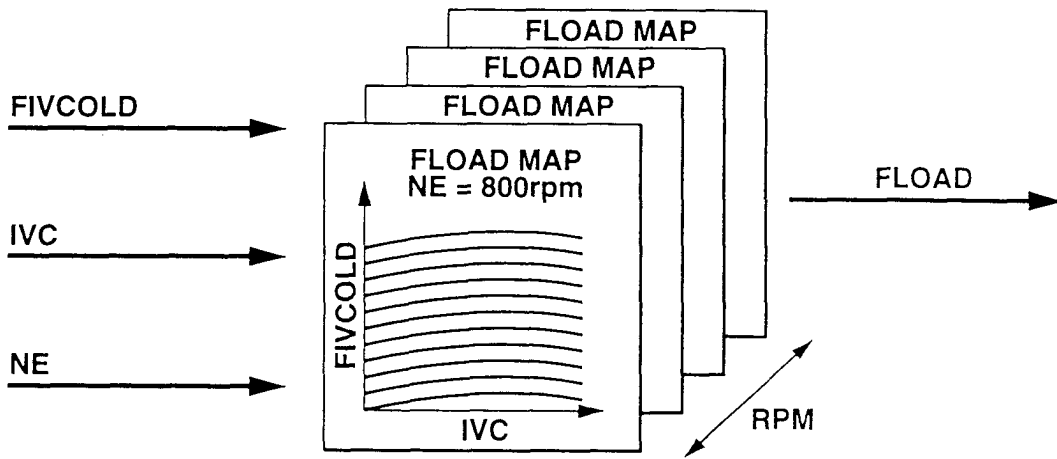 FLOAD MAP
FLOAD MAP
FLOAD MAP
FLOAD MAP
NE = 800rpm
FIVCOLD
IVC
NE
FIVCOLD
IVC
RPM
FLOAD